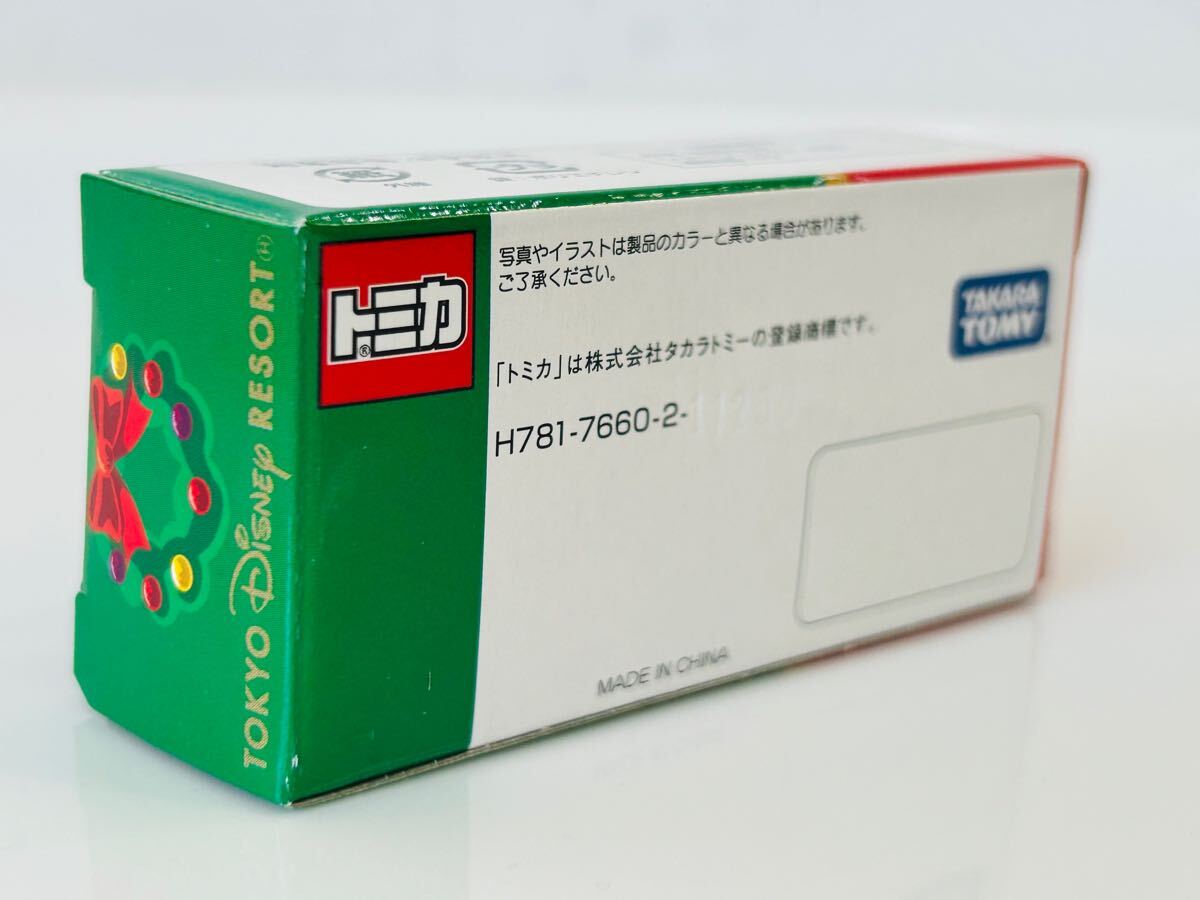 外箱
TOKYO DISNEY RESORT®
トミカ®
写真やイラストは製品のカラーと異なる場合があります。
ご了承ください。
「トミカ」は株式会社タカラトミーの登録商標です。
H781-7660-2-
TAKARA
TOMY
MADE IN CHINA